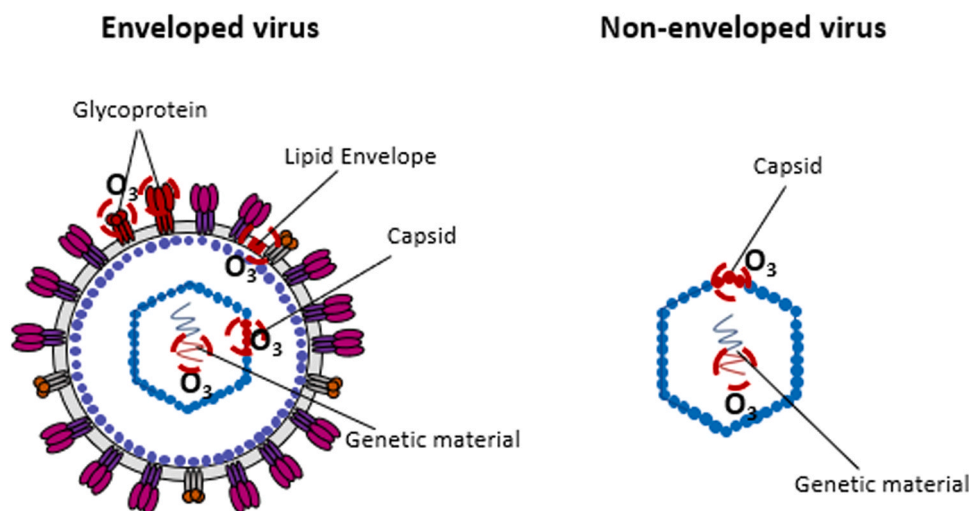 Enveloped virus
Glycoprotein
O₃
Lipid Envelope
O₃
Capsid
O₃
O₃
Genetic material
Non-enveloped virus
Capsid
O₃
O₃
Genetic material